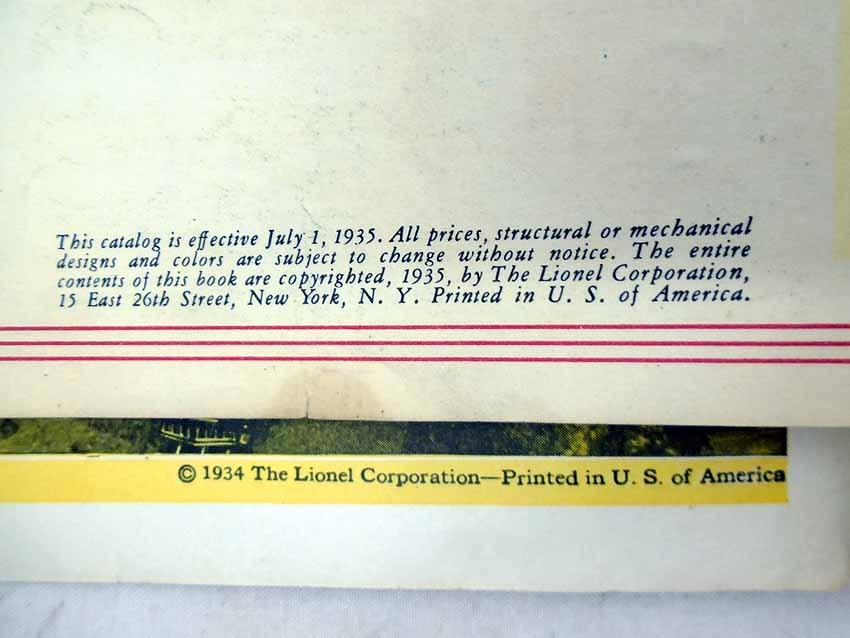 This catalog is effective July 1, 1935. All prices, structural or mechanical
designs and colors are subject to change without notice. The entire
contents of this book are copyrighted, 1935, by The Lionel Corporation,
15 East 26th Street, New York, N. Y. Printed in U. S. of America.
© 1934 The Lionel Corporation—Printed in U. S. of America